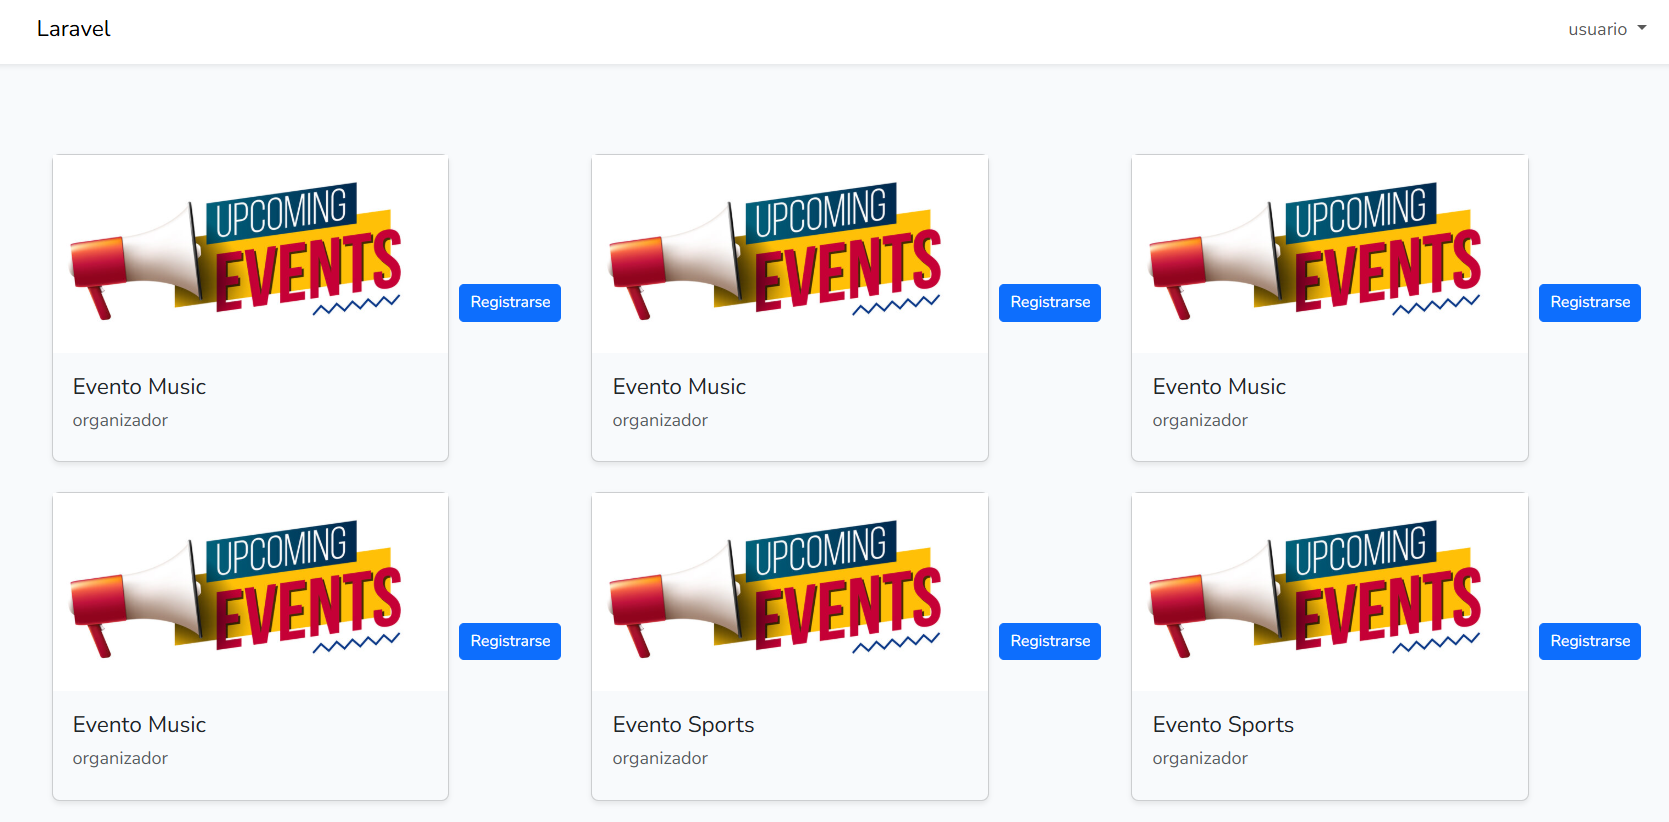 Laravel
usuario
UPCOMING
EVENTS
Registrarse
Evento Music
organizador
UPCOMING
EVENTS
Registrarse
Evento Music
organizador
UPCOMING
EVENTS
Registrarse
Evento Music
organizador
UPCOMING
EVENTS
Registrarse
Evento Music
organizador
UPCOMING
EVENTS
Registrarse
Evento Sports
organizador
UPCOMING
EVENTS
Registrarse
Evento Sports
organizador